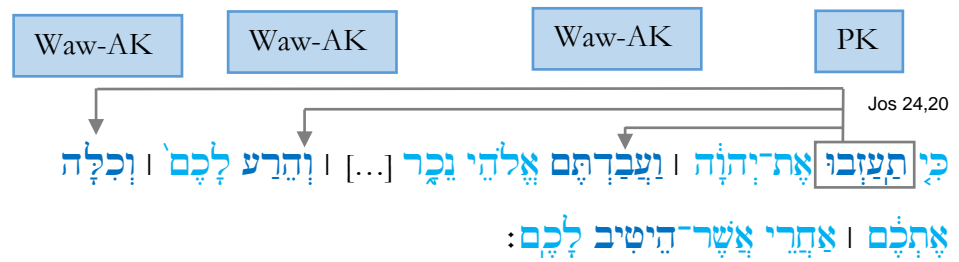 Waw-AK Waw-AK Waw-AK PK
Jos 24,20
כִּ֤י תַֽעַזְבוּ֙ אֶת־יְהוָ֔ה ׀ וַעֲבַדְתֶּ֖ם אֱלֹהֵ֣י נֵכָ֑ר [...] ׀ וְהֵרַ֤ע לָכֶם֙ ׀ וְכִלָּ֣ה
אֶתְכֶ֔ם ׀ אַחֲרֵ֖י אֲשֶׁר־הֵיטִ֥יב לָכֶֽם׃